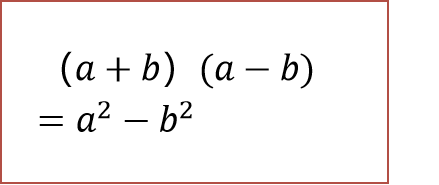 (a + b) (a − b)
= a² − b²